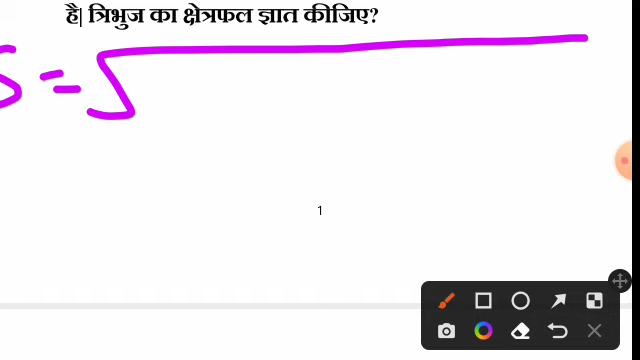 है| त्रिभुज का क्षेत्रफल ज्ञात कीजिए?
S = √
1